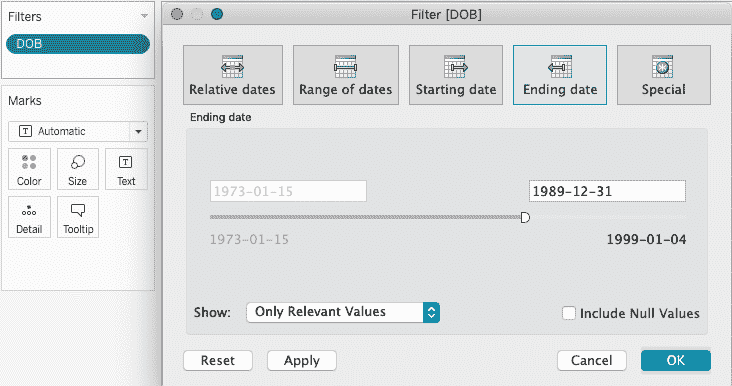 Filters
DOB
Marks
Automatic
Color
Size
Text
Detail
Tooltip
Filter [DOB]
Relative dates
Range of dates
Starting date
Ending date
Special
Ending date
1973-01-15
1989-12-31
1973-01-15
1999-01-04
Show:
Only Relevant Values
Include Null Values
Reset
Apply
Cancel
OK